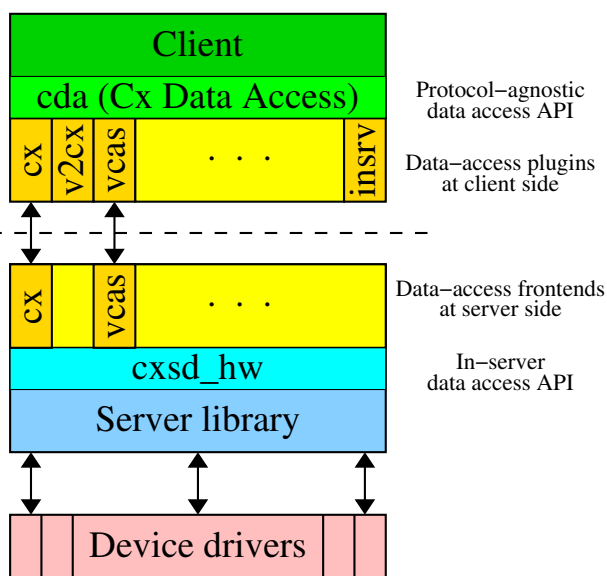 Client
cda (Cx Data Access)
Protocol−agnostic
data access API
cx
v2cx
vcas
. . .
insrv
Data−access plugins
at client side
cx
vcas
. . .
Data−access frontends
at server side
cxsd_hw
In−server
data access API
Server library
Device drivers